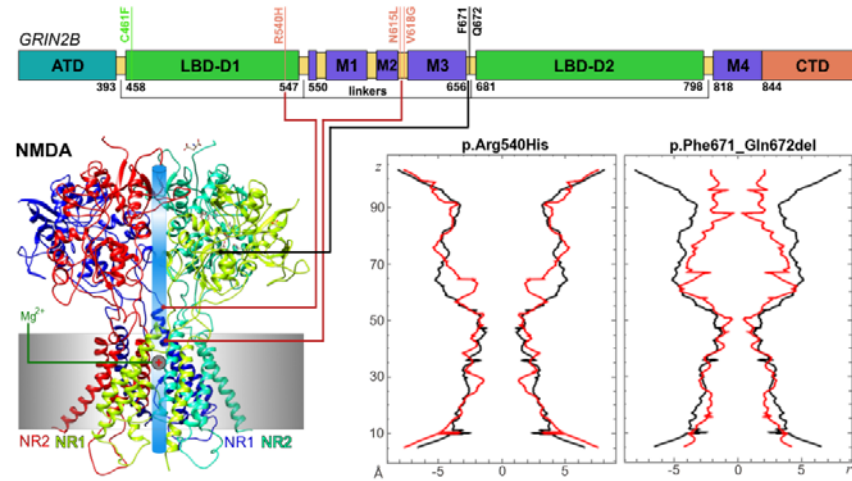 C461F
R540H
N615L
V618G
F671
Q672
GRIN2B
ATD LBD-D1 M1 M2 M3 LBD-D2 M4 CTD
393 458 547 550 linkers 656 681 798 818 844
NMDA
Mg2+
NR2 NR1 NR1 NR2
p.Arg540His
p.Phe671_Gln672del
z
90
70
50
30
10
Å -5 0 5
-5 0 5 r